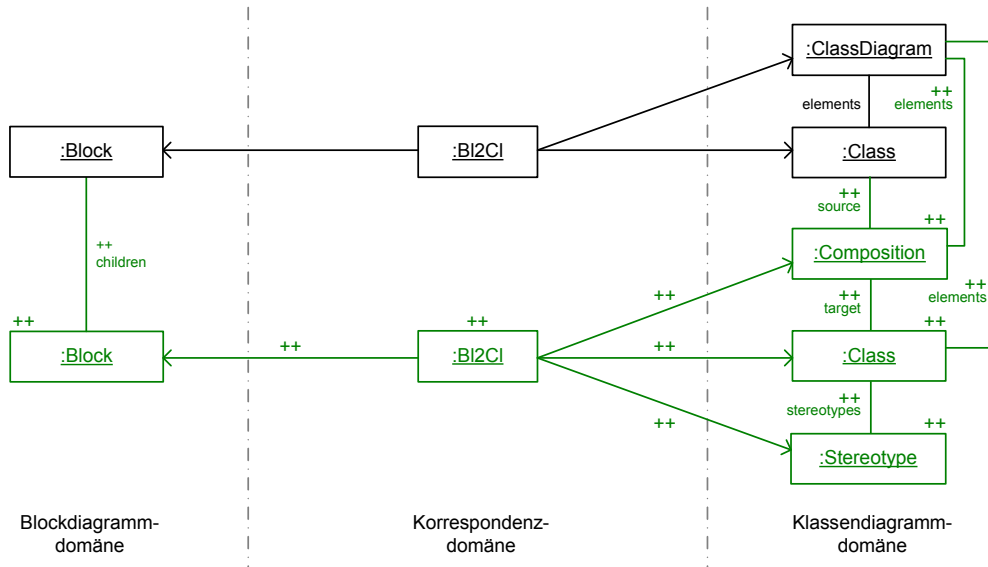 :ClassDiagram
elements
++
elements
:Block
:Bl2Cl
:Class
++
source
++
++
children
:Composition
++
++
target
++
elements
++
++
++
:Block
++
:Bl2Cl
++
:Class
++
++
stereotypes
++
++
:Stereotype
Blockdiagramm-
domäne
Korrespondenz-
domäne
Klassendiagramm-
domäne